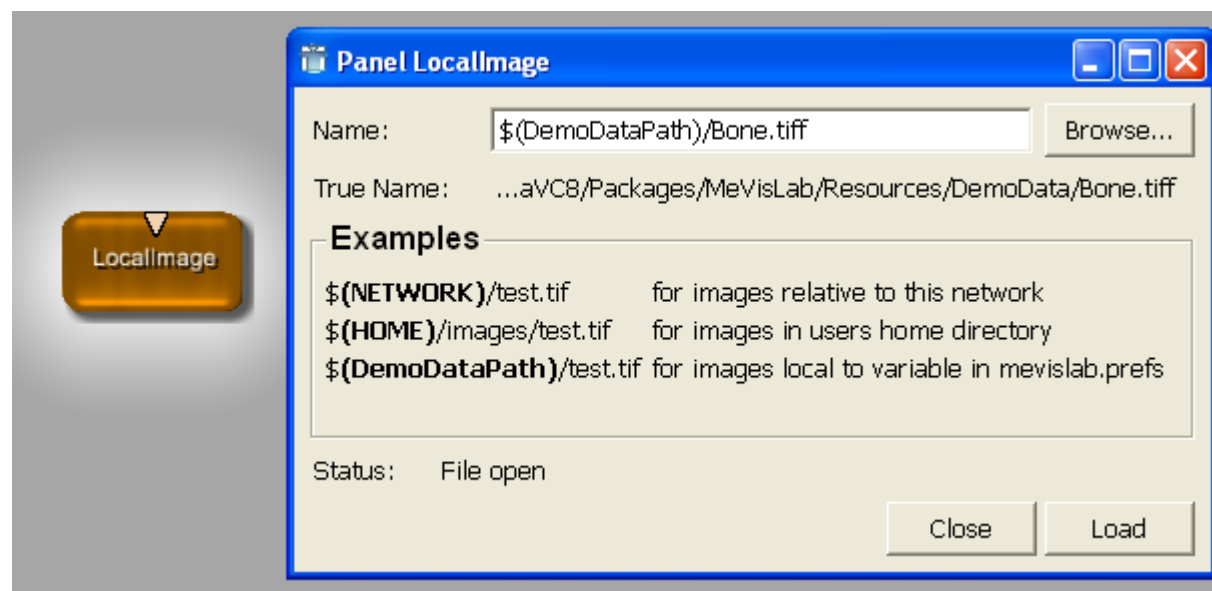 Panel LocalImage
Name: $(DemoDataPath)/Bone.tiff Browse...
True Name: ...aVC8/Packages/MeVisLab/Resources/DemoData/Bone.tiff
LocalImage
Examples
$(NETWORK)/test.tif for images relative to this network
$(HOME)/images/test.tif for images in users home directory
$(DemoDataPath)/test.tif for images local to variable in mevislab.prefs
Status: File open
Close Load